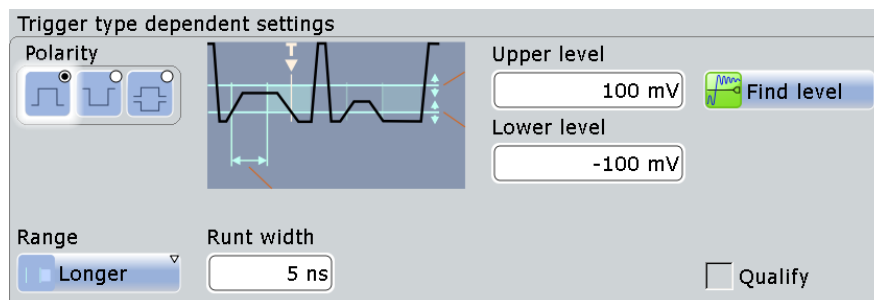 Trigger type dependent settings
Polarity
T
Upper level
100 mV
Find level
Lower level
-100 mV
Range
Longer
Runt width
5 ns
Qualify